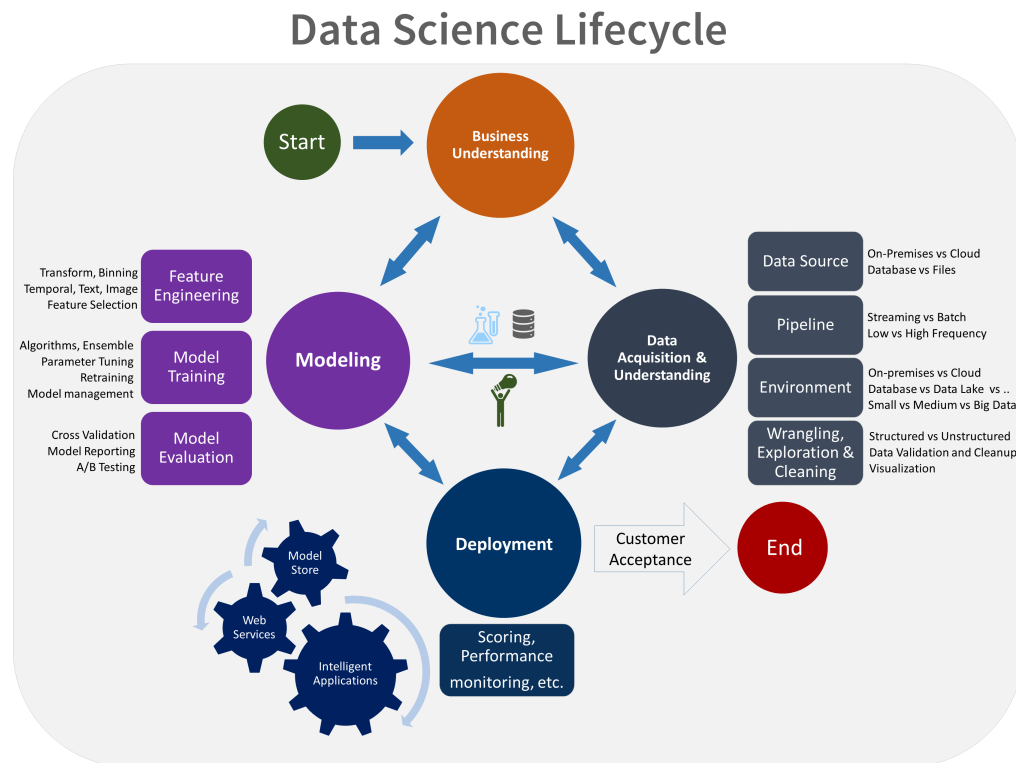 Data Science Lifecycle
Start
Business
Understanding
Feature
Engineering
Transform, Binning
Temporal, Text, Image
Feature Selection
Model
Training
Algorithms, Ensemble
Parameter Tuning
Retraining
Model management
Model
Evaluation
Cross Validation
Model Reporting
A/B Testing
Modeling
Data
Acquisition &
Understanding
Data Source
On-Premises vs Cloud
Database vs Files
Pipeline
Streaming vs Batch
Low vs High Frequency
Environment
On-premises vs Cloud
Database vs Data Lake vs ..
Small vs Medium vs Big Data
Wrangling,
Exploration &
Cleaning
Structured vs Unstructured
Data Validation and Cleanup
Visualization
Deployment
Customer
Acceptance
End
Model
Store
Web
Services
Intelligent
Applications
Scoring,
Performance
monitoring, etc.